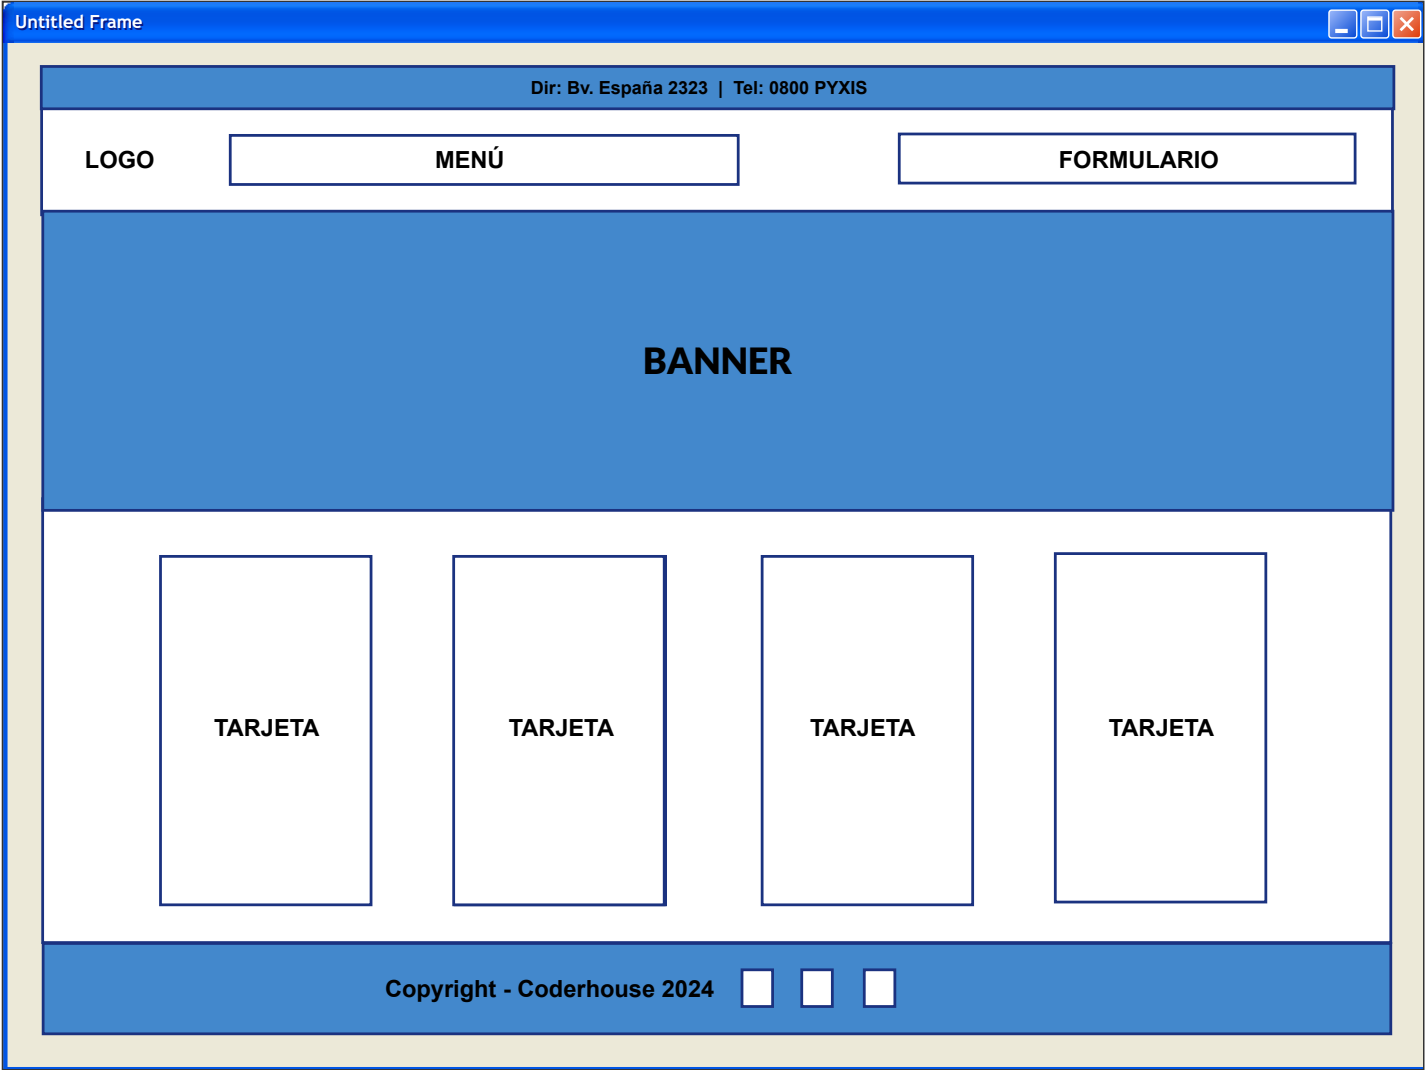 Untitled Frame
Dir: Bv. España 2323 | Tel: 0800 PYXIS
LOGO
MENÚ
FORMULARIO
BANNER
TARJETA
TARJETA
TARJETA
TARJETA
Copyright - Coderhouse 2024